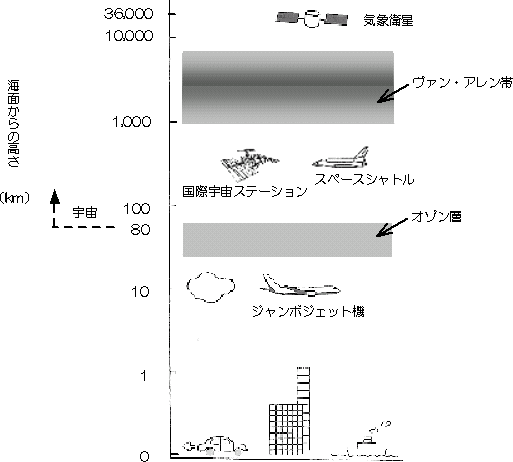 36.000
気象衛星
10.000
ヴァン・アレン帯
海面からの高さ
(km)
1.000
国際宇宙ステーション
スペースシャトル
宇宙
100
80
オゾン層
10
ジャンボジェット機
1
0